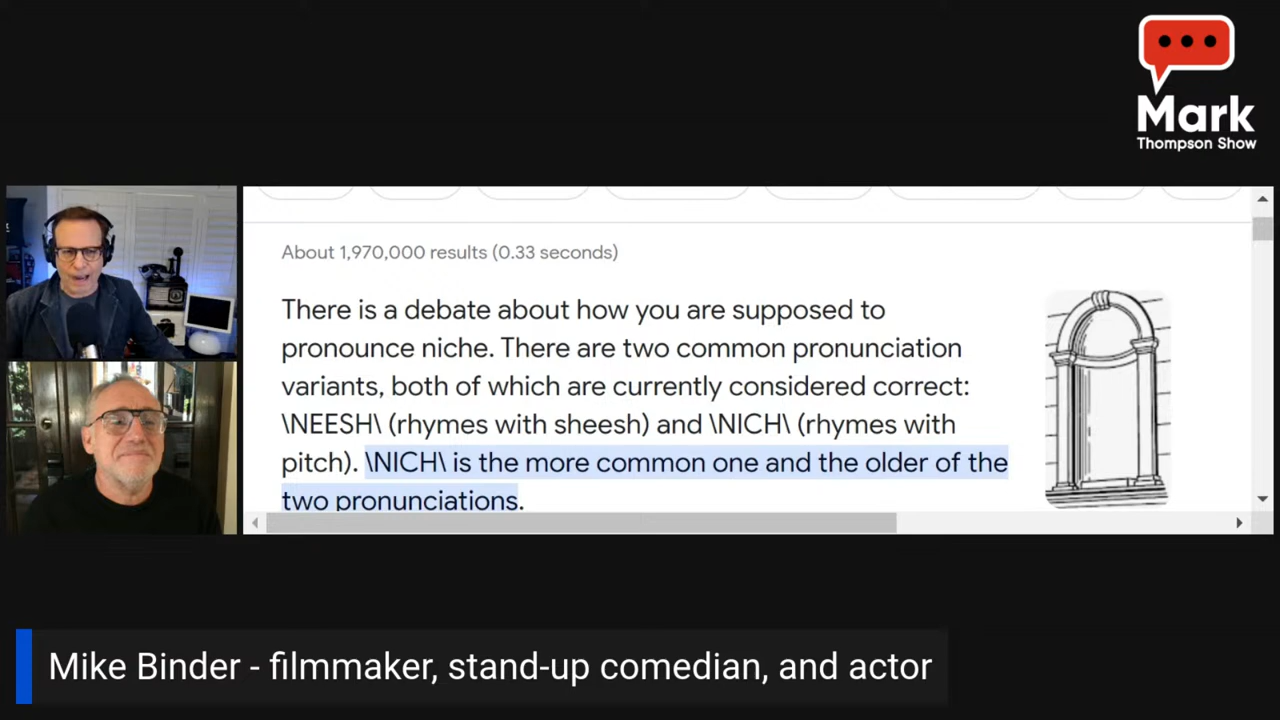 Mark
Thompson Show
About 1,970,000 results (0.33 seconds)
There is a debate about how you are supposed to
pronounce niche. There are two common pronunciation
variants, both of which are currently considered correct:
\NEESH\ (rhymes with sheesh) and \NICH\ (rhymes with
pitch). \NICH\ is the more common one and the older of the
two pronunciations.
Mike Binder - filmmaker, stand-up comedian, and actor